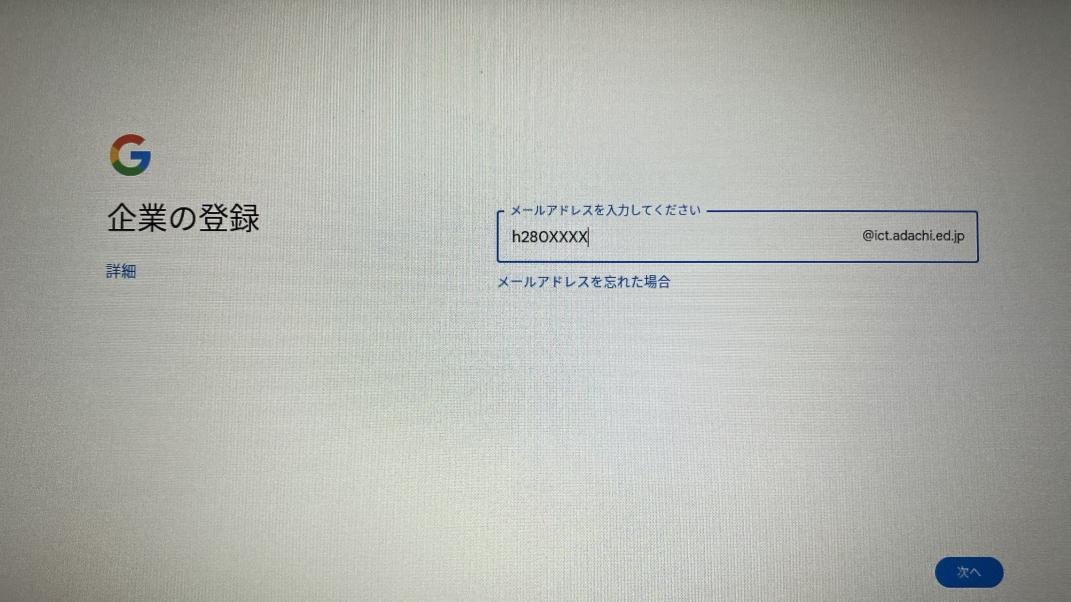 企業の登録
詳細
メールアドレスを入力してください
h280XXXX @ict.adachi.ed.jp
メールアドレスを忘れた場合
次へ